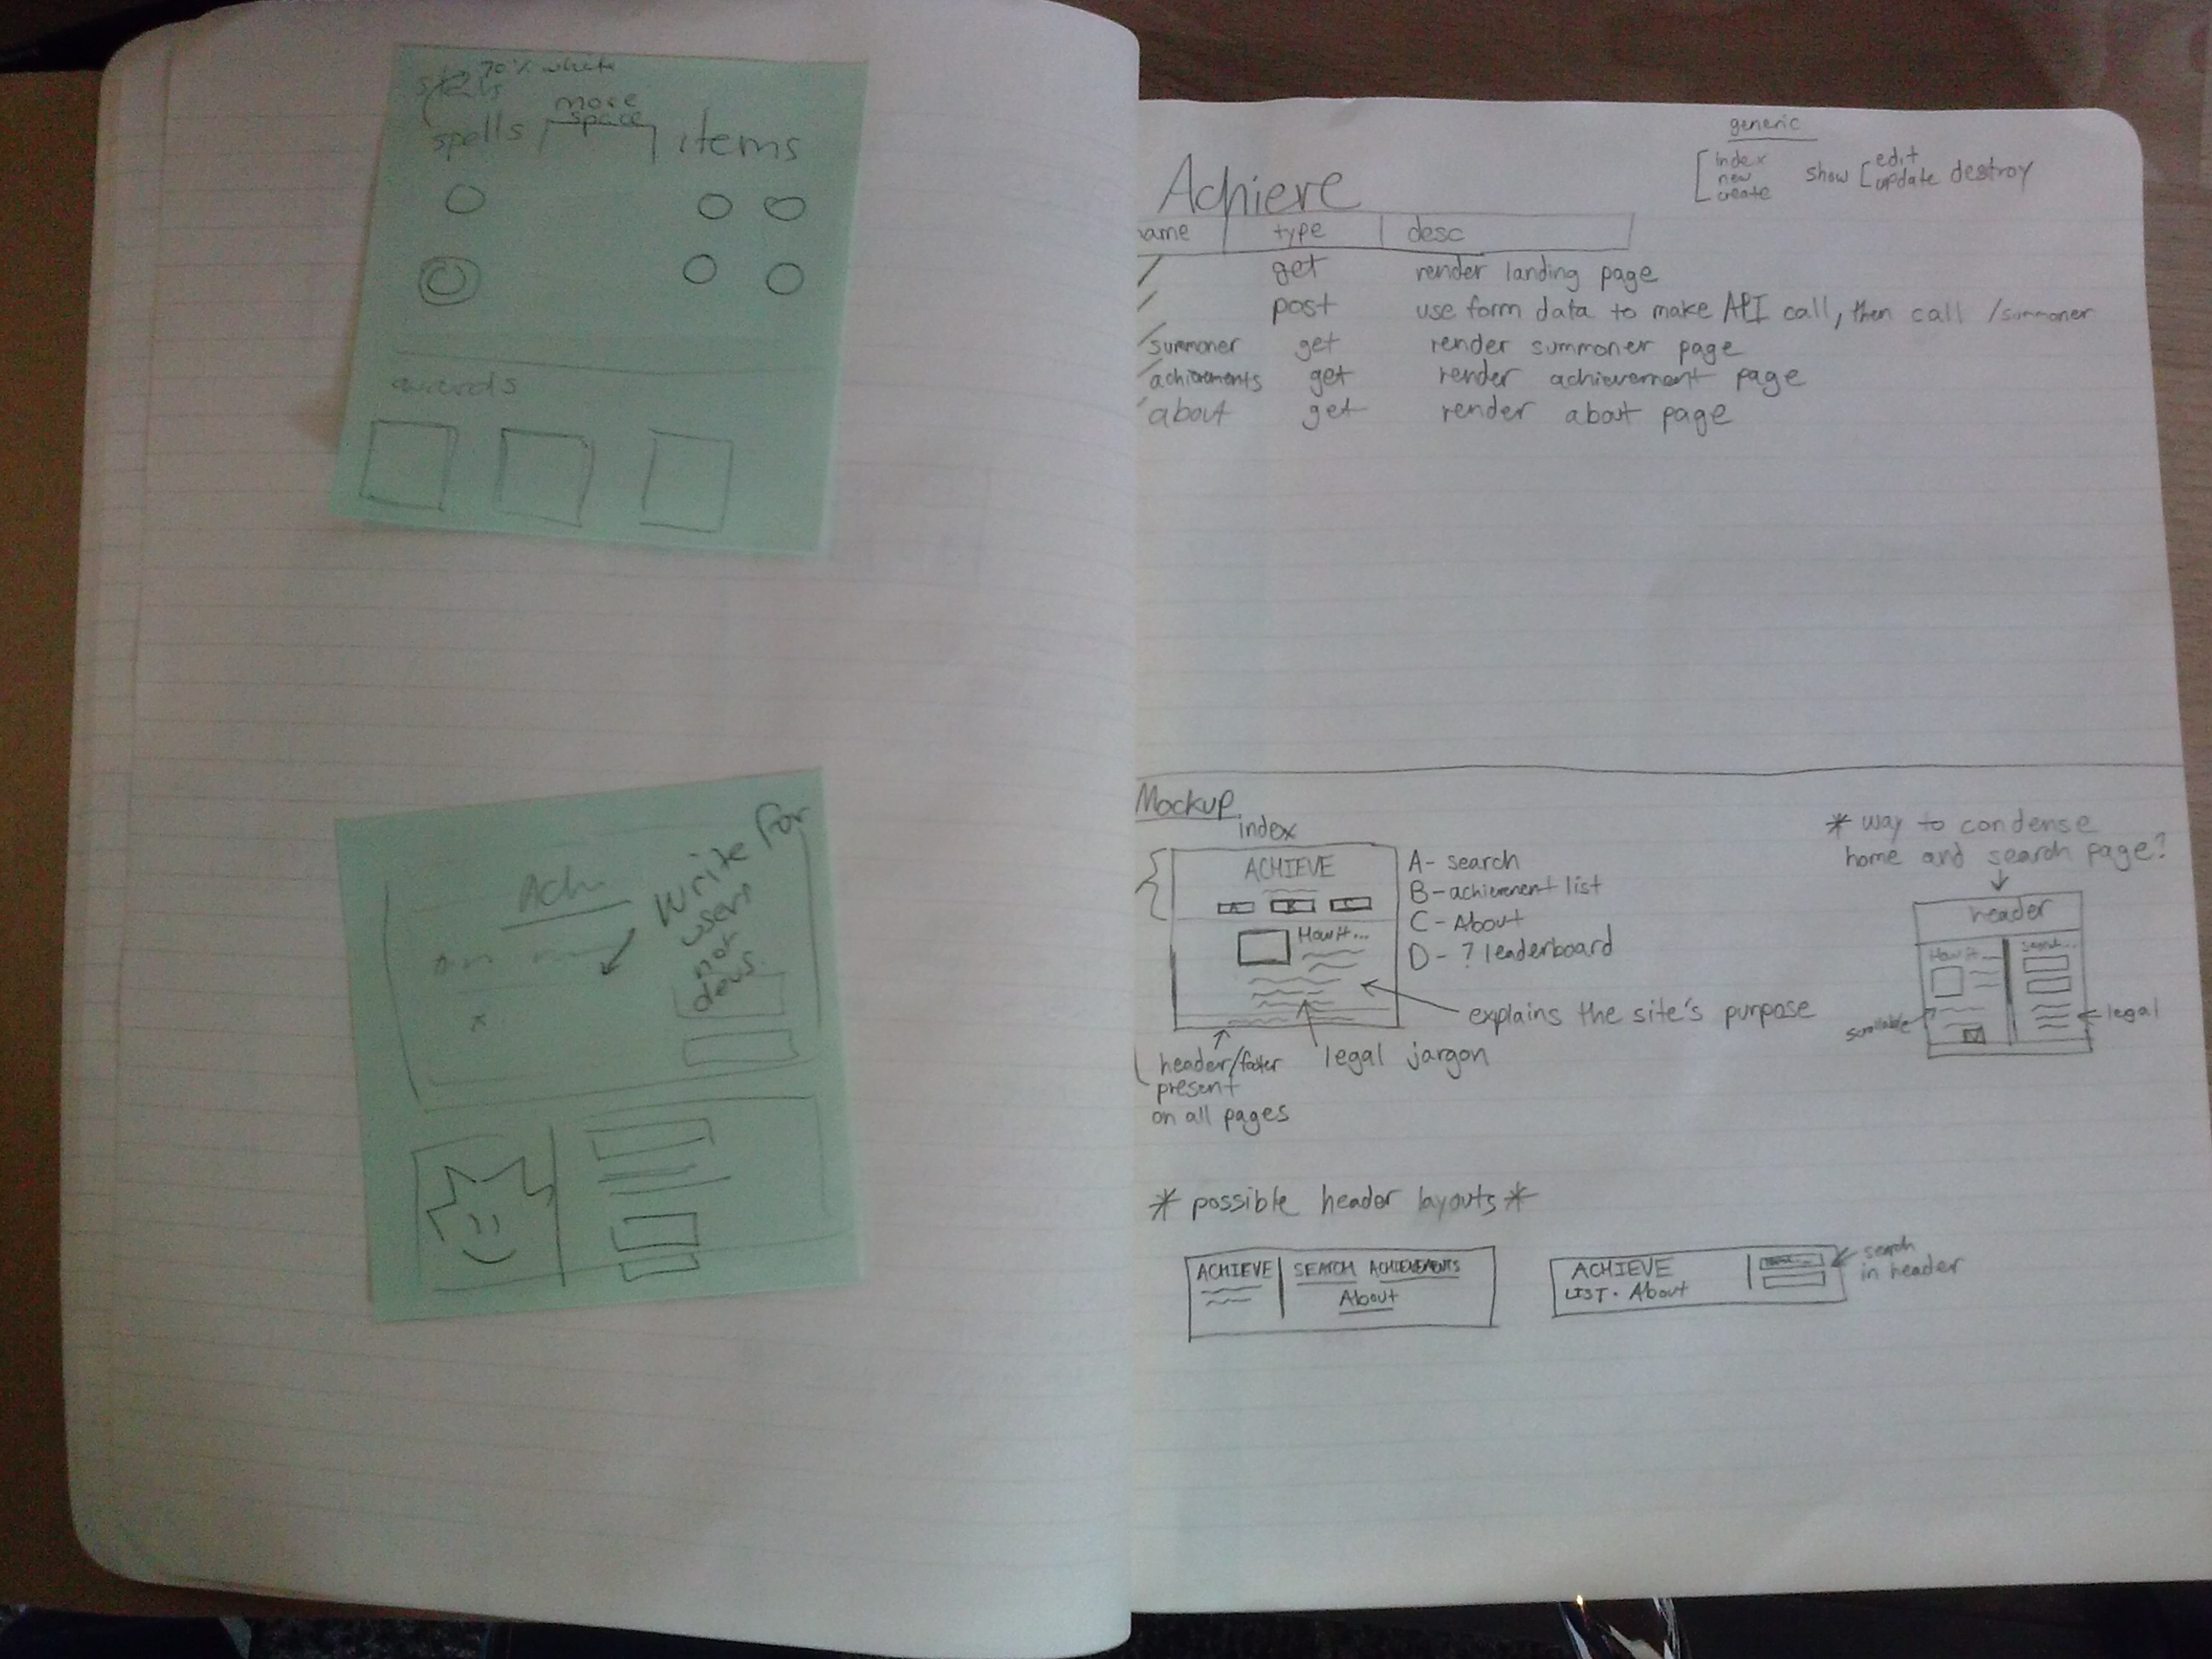 70% white
stats
more
space
spells
items
awards
Ach
Write for
users
not
devs.
generic
index
new
create
show
edit
update
destroy
Achieve
name type desc
/ get render landing page
/ post use form data to make API call, then call /summoner
/summoner get render summoner page
/achievements get render achievement page
/about get render about page
Mockup
index
ACHIEVE
A B C
How it...
A- search
B- achievement list
C- About
D- ? leaderboard
explains the site's purpose
legal jargon
header/footer
present
on all pages
* way to condense
home and search page?
header
How it...
Search...
scrollable
legal
* possible header layouts *
ACHIEVE
SEARCH ACHIEVEMENTS
About
ACHIEVE
LIST · About
search
in header